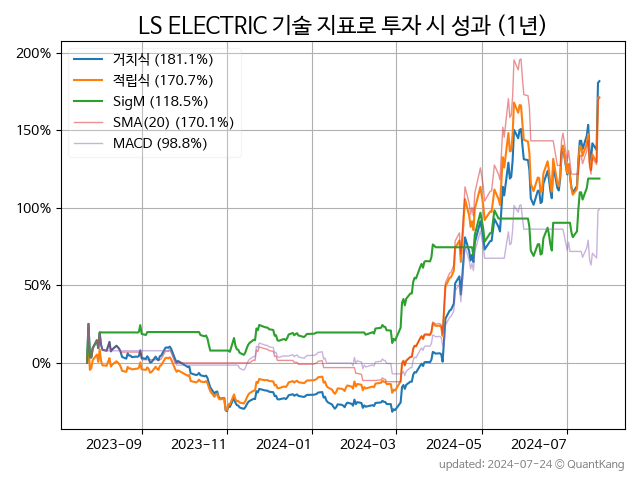 LS ELECTRIC 기술 지표로 투자 시 성과 (1년)
거치식 (181.1%)
적립식 (170.7%)
SigM (118.5%)
SMA(20) (170.1%)
MACD (98.8%)
200%
150%
100%
50%
0%
2023-09 2023-11 2024-01 2024-03 2024-05 2024-07
updated: 2024-07-24 © QuantKang